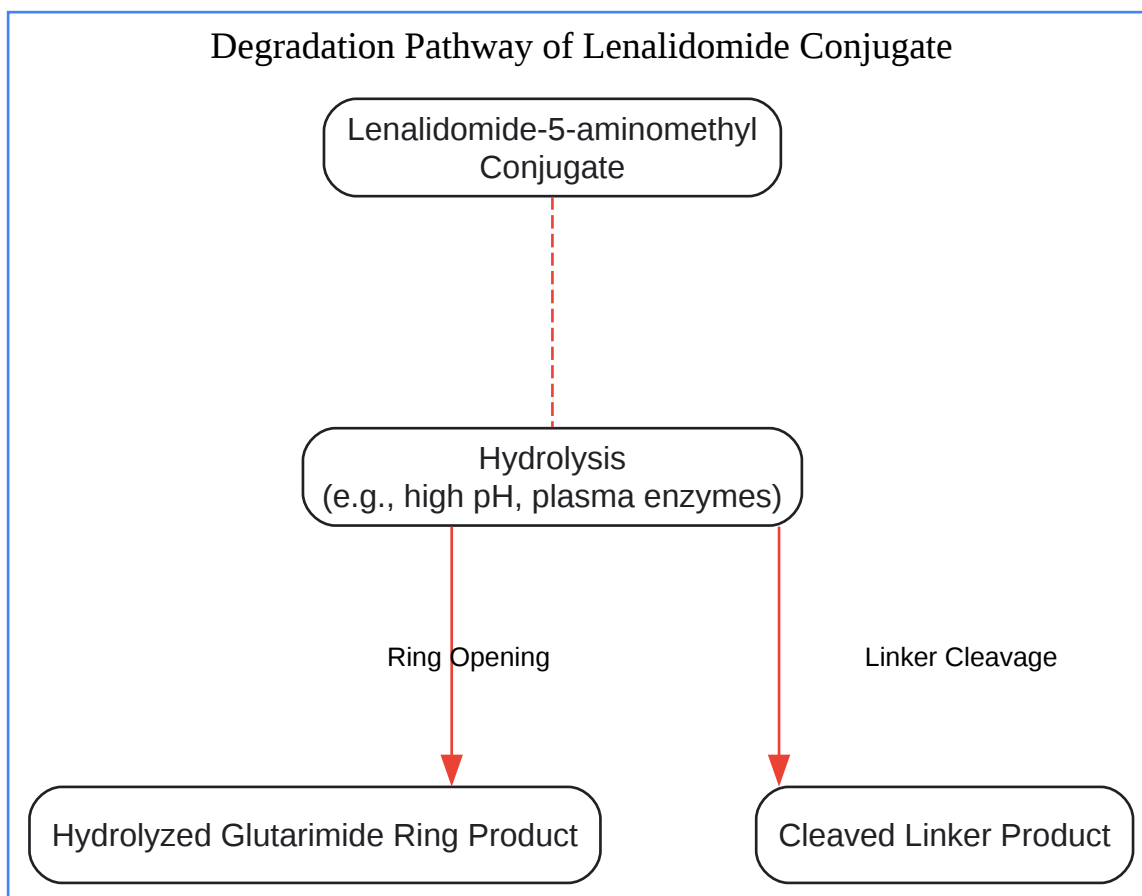 Degradation Pathway of Lenalidomide Conjugate
Lenalidomide-5-aminomethyl
Conjugate
Hydrolysis
(e.g., high pH, plasma enzymes)
Ring Opening
Linker Cleavage
Hydrolyzed Glutarimide Ring Product
Cleaved Linker Product